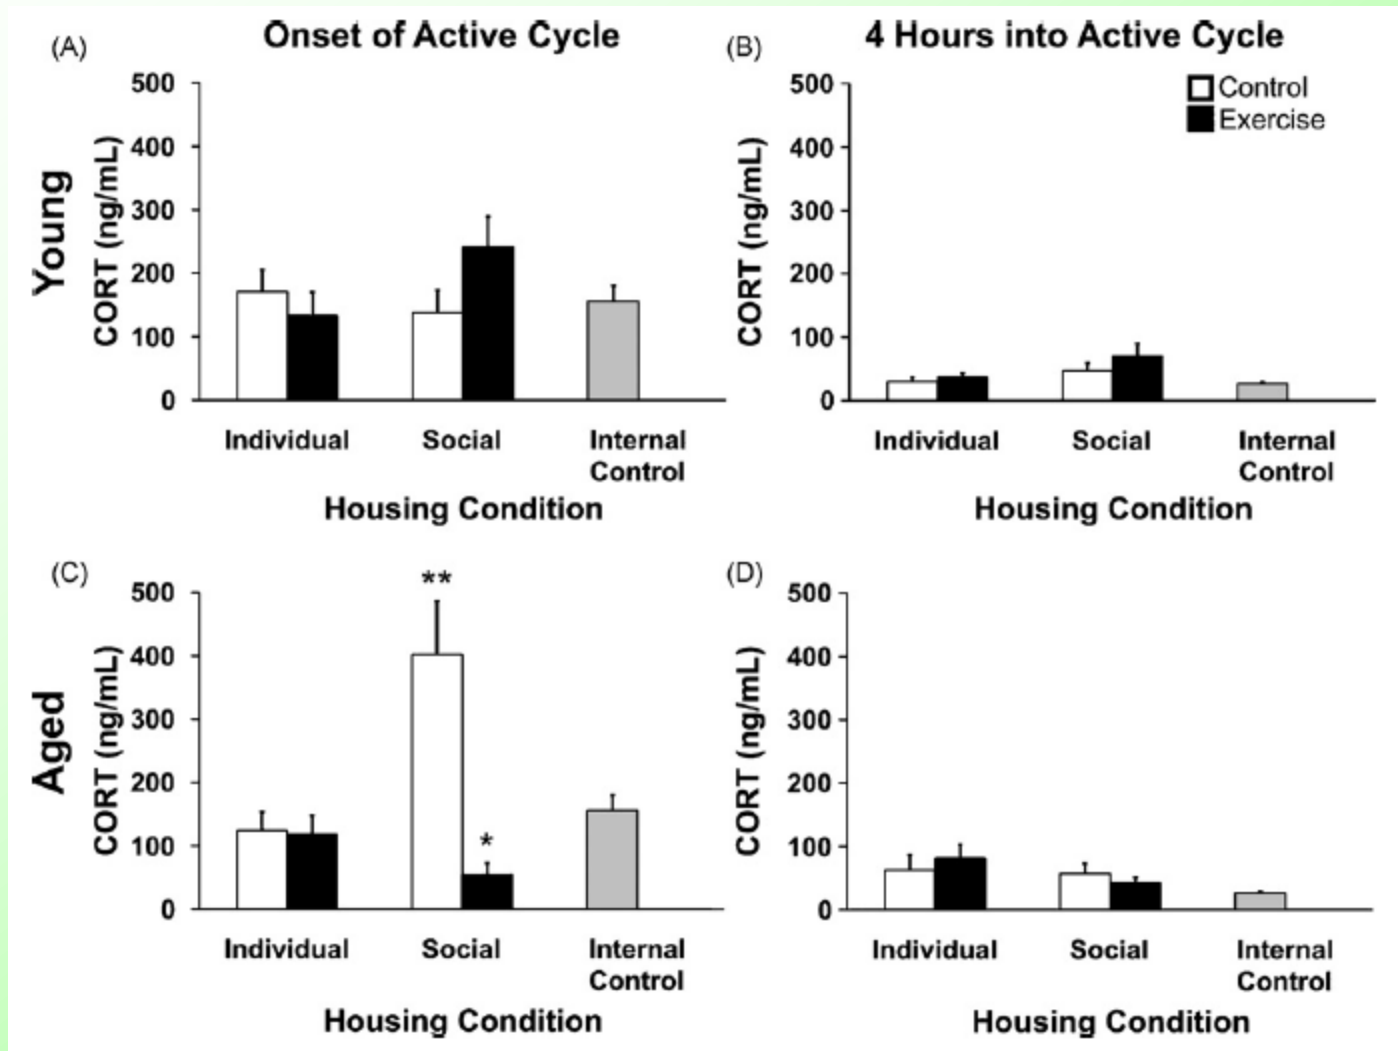 (A)
Onset of Active Cycle
(B)
4 Hours into Active Cycle
Control
Exercise
Young
CORT (ng/mL)
500
400
300
200
100
0
Individual
Social
Internal
Control
Housing Condition
CORT (ng/mL)
500
400
300
200
100
0
Individual
Social
Internal
Control
Housing Condition
(C)
Aged
CORT (ng/mL)
500
400
300
200
100
0
**
*
Individual
Social
Internal
Control
Housing Condition
(D)
CORT (ng/mL)
500
400
300
200
100
0
Individual
Social
Internal
Control
Housing Condition